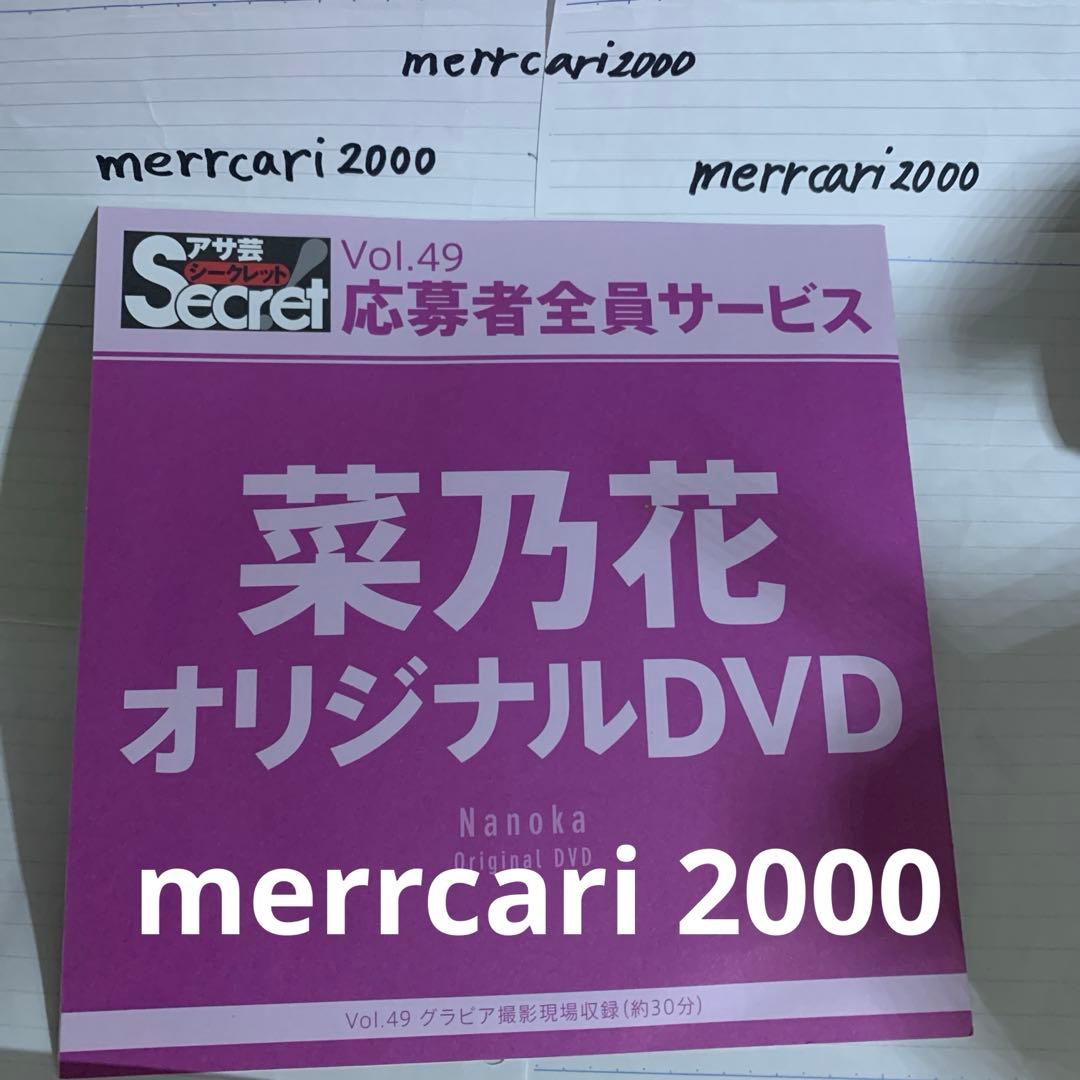 merrcari2000
merrcari 2000
merrcari2000
アサ芸
シークレット
Secret!
Vol.49
応募者全員サービス
菜乃花
オリジナルDVD
Nanoka
Original DVD
merrcari 2000
Vol.49 グラビア撮影現場収録(約30分)